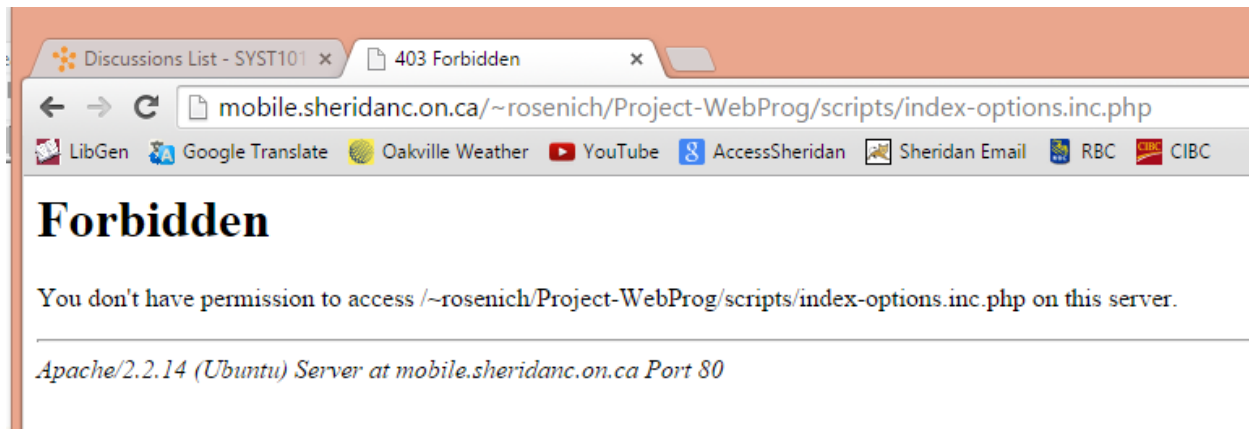 Discussions List - SYST101
403 Forbidden
mobile.sheridanc.on.ca/~rosenich/Project-WebProg/scripts/index-options.inc.php
LibGen Google Translate Oakville Weather YouTube 8 AccessSheridan Sheridan Email RBC CIBC CIBC
Forbidden
You don't have permission to access /~rosenich/Project-WebProg/scripts/index-options.inc.php on this server.
Apache/2.2.14 (Ubuntu) Server at mobile.sheridanc.on.ca Port 80